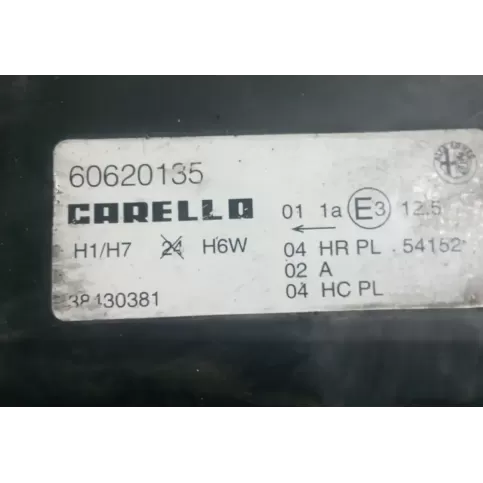 60620135
CARELLO
01 1a E3 12.5
H1/H7 24 H6W
04 HR PL 54152
02 A
04 HC PL
38430381